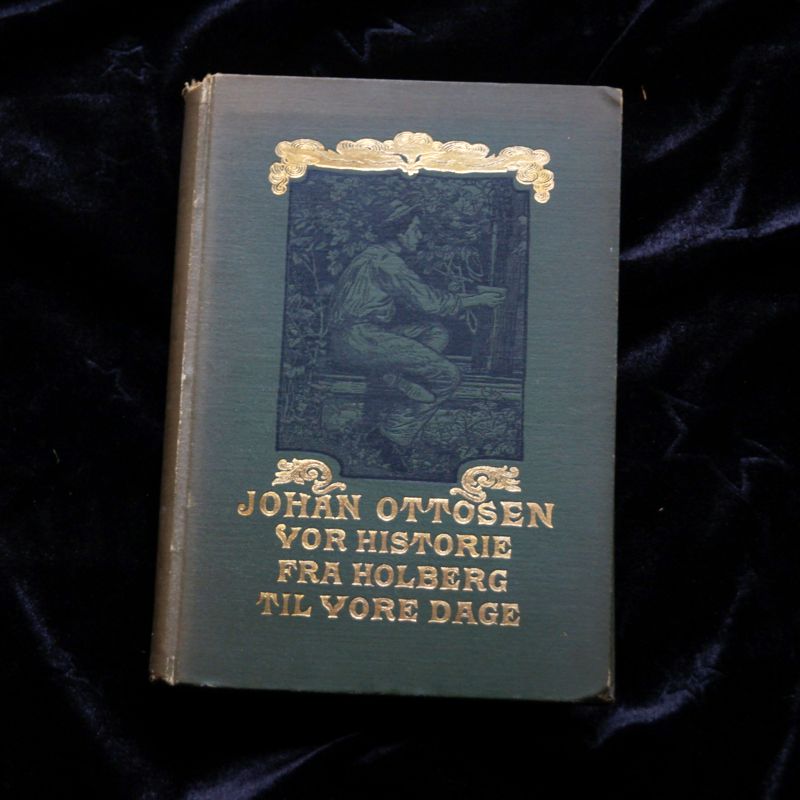 JOHAN OTTOSEN
VOR HISTORIE
FRA HOLBERG
TIL VORE DAGE